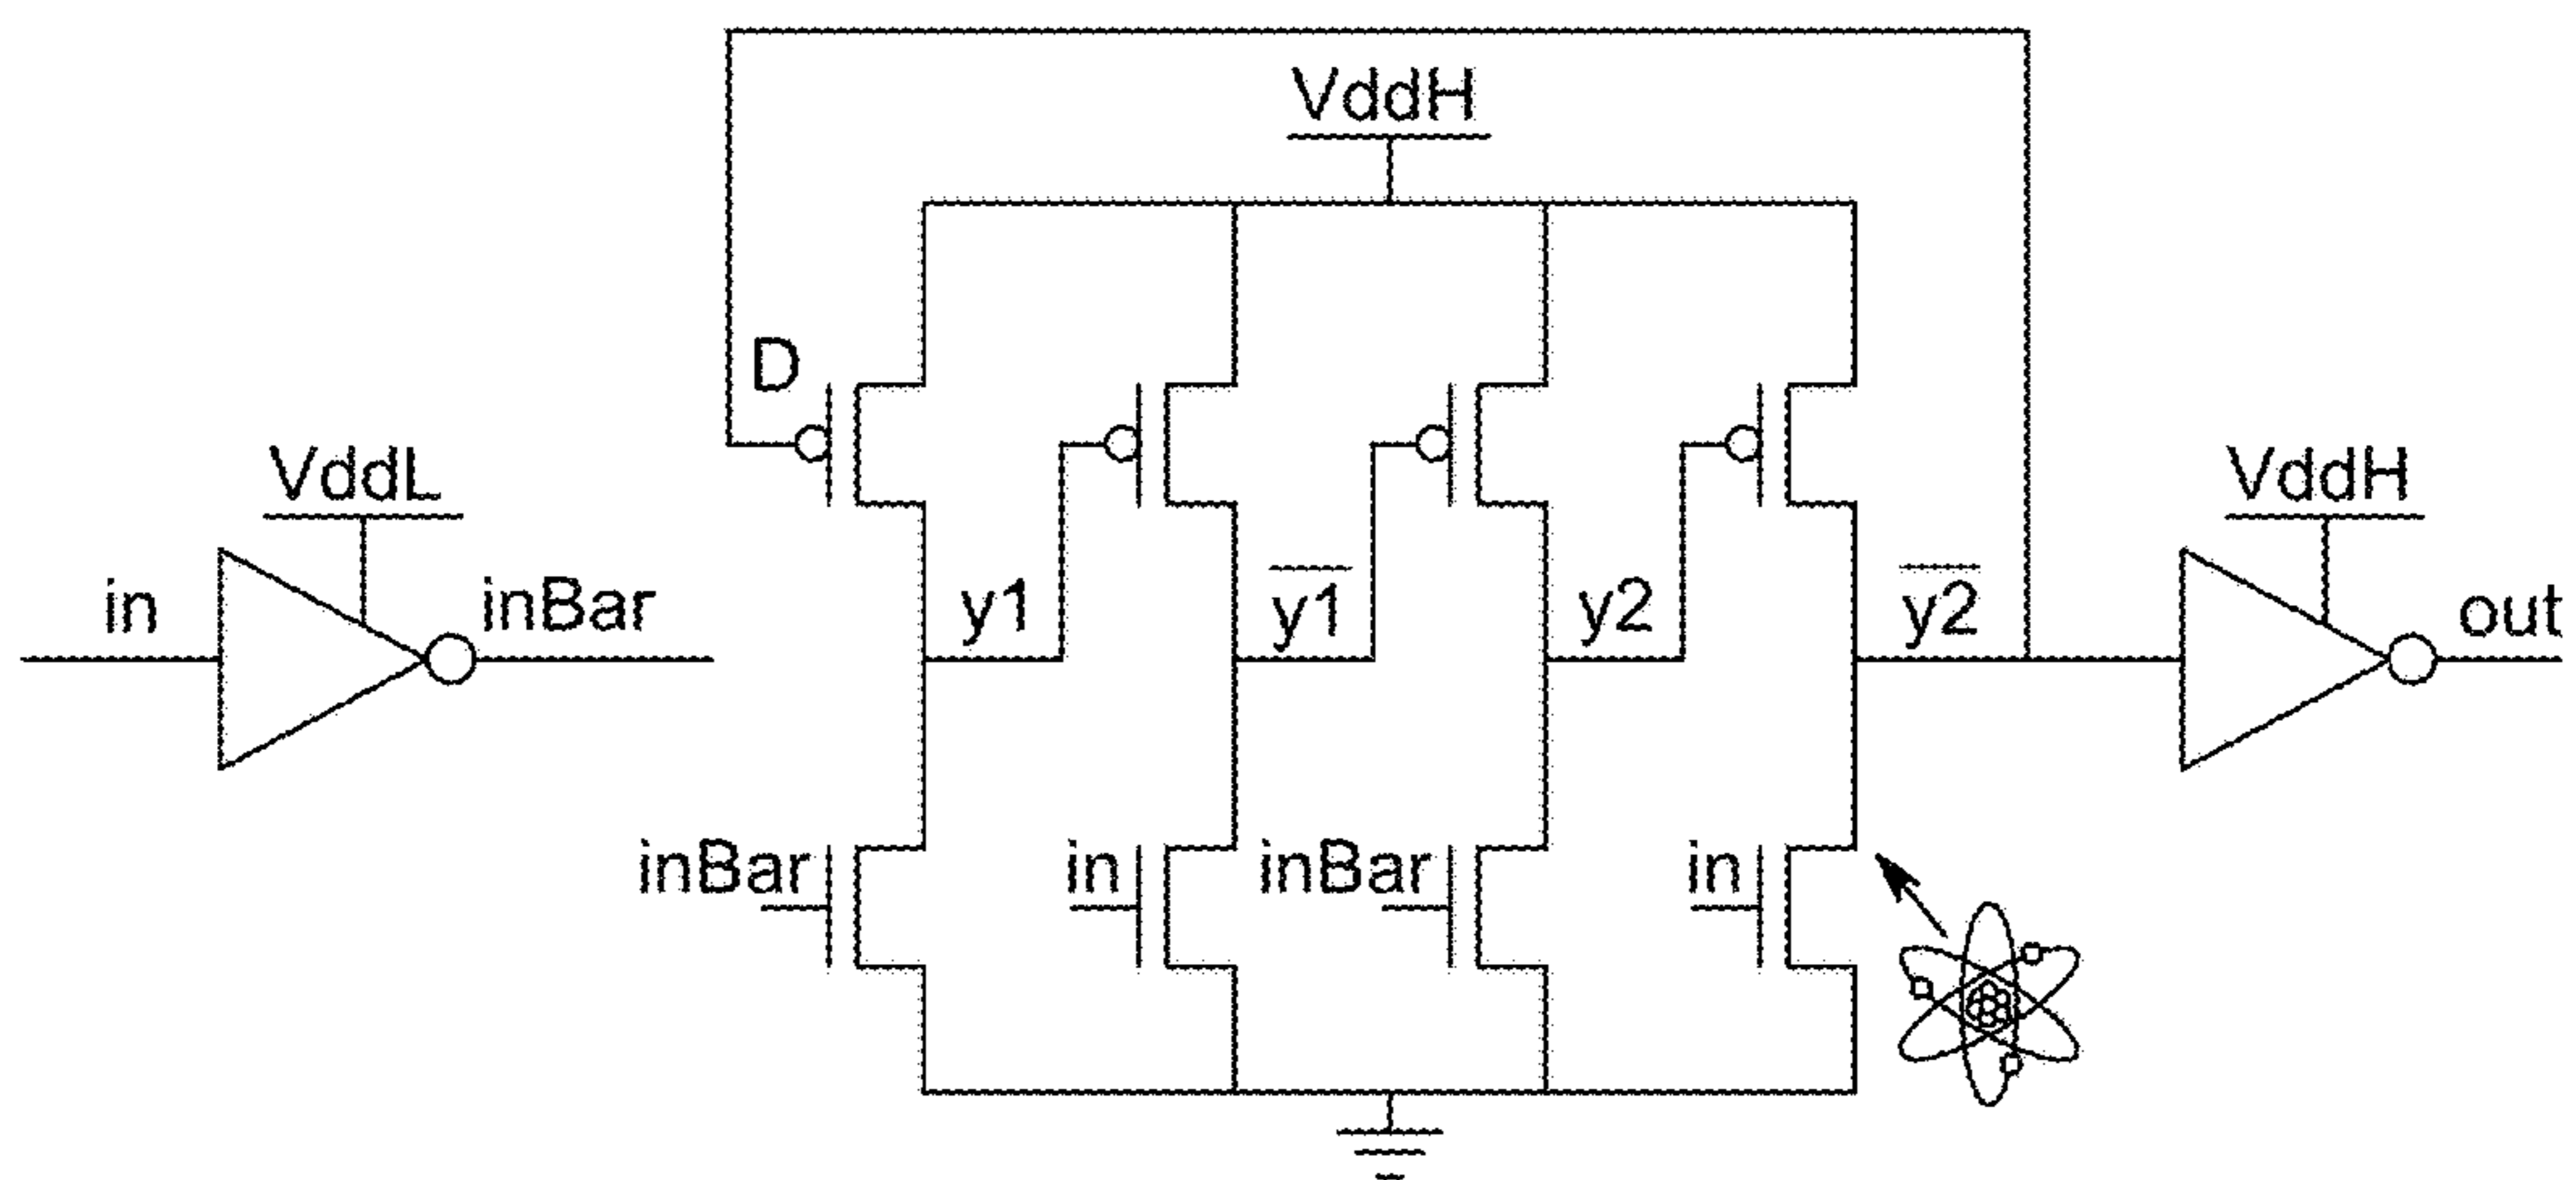 VddH
D
VddL
VddH
in
inBar
y1
y1
y2
y2
out
inBar
in
inBar
in